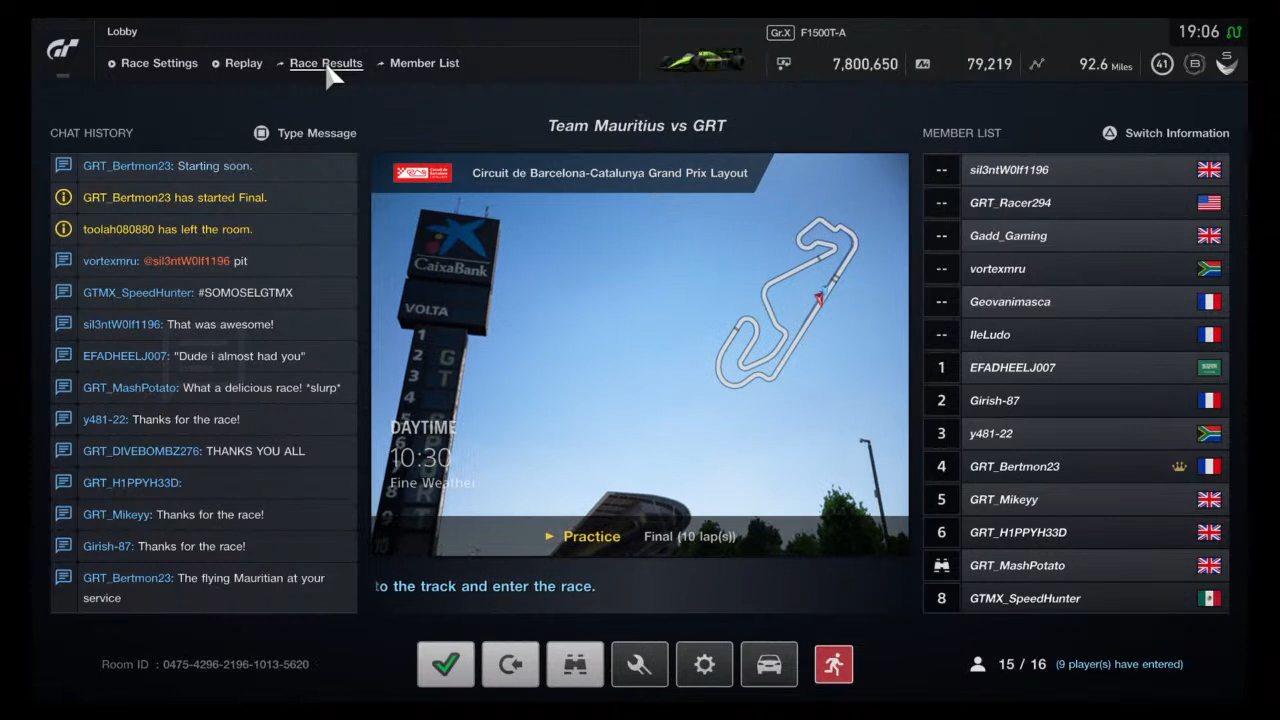 Lobby
Gr.X F1500T-A
19:06
Race Settings Replay Race Results Member List
7,800,650 79,219 92.6 Miles 41 B S
Team Mauritius vs GRT
CHAT HISTORY Type Message
GRT_Bertmon23: Starting soon.
GRT_Bertmon23 has started Final.
toolah080880 has left the room.
vortexmru: @sil3ntW0lf1196 pit
GTMX_SpeedHunter: #SOMOSELGTMX
sil3ntW0lf1196: That was awesome!
EFADHEELJ007: "Dude i almost had you"
GRT_MashPotato: What a delicious race! *slurp*
y481-22: Thanks for the race!
GRT_DIVEBOMBZ276: THANKS YOU ALL
GRT_H1PPYH33D:
GRT_Mikeyy: Thanks for the race!
Girish-87: Thanks for the race!
GRT_Bertmon23: The flying Mauritian at your
service
Circuit de Barcelona-Catalunya Grand Prix Layout
CaixaBank
VOLTA
1
2 G
3 T
4
DAYTIME
10:30
Fine Weather
Practice Final (10 lap(s))
to the track and enter the race.
MEMBER LIST Switch Information
-- sil3ntW0lf1196
-- GRT_Racer294
-- Gadd_Gaming
-- vortexmru
-- Geovanimasca
-- IleLudo
1 EFADHEELJ007
2 Girish-87
3 y481-22
4 GRT_Bertmon23
5 GRT_Mikeyy
6 GRT_H1PPYH33D
GRT_MashPotato
8 GTMX_SpeedHunter
Room ID : 0475-4296-2196-1013-5620
15 / 16 (9 player(s) have entered)